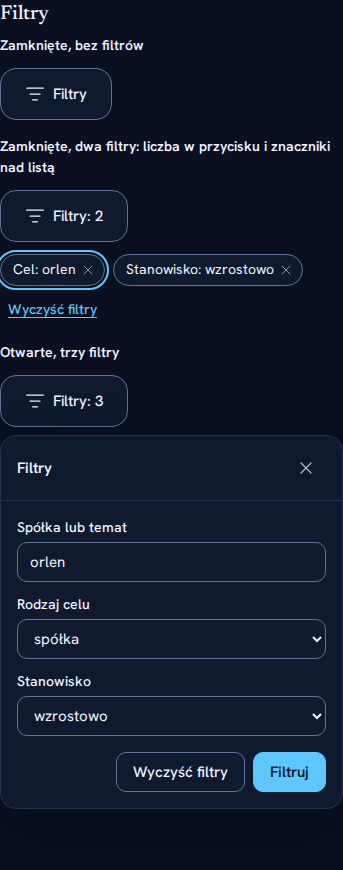 Filtry
Zamknięte, bez filtrów
Filtry
Zamknięte, dwa filtry: liczba w przycisku i znaczniki
nad listą
Filtry: 2
Cel: orlen
Stanowisko: wzrostowo
Wyczyść filtry
Otwarte, trzy filtry
Filtry: 3
Filtry
Spółka lub temat
orlen
Rodzaj celu
spółka
Stanowisko
wzrostowo
Wyczyść filtry
Filtruj